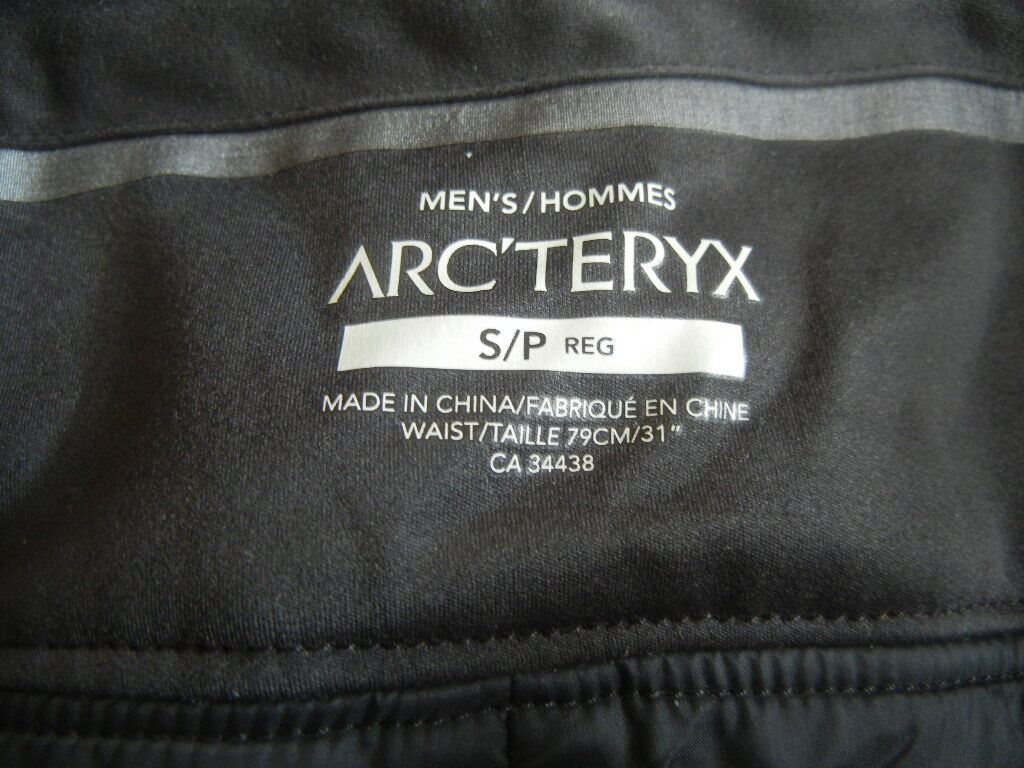 MEN'S/HOMMES
ARC'TERYX
S/P REG
MADE IN CHINA/FABRIQUÉ EN CHINE
WAIST/TAILLE 79CM/31"
CA 34438